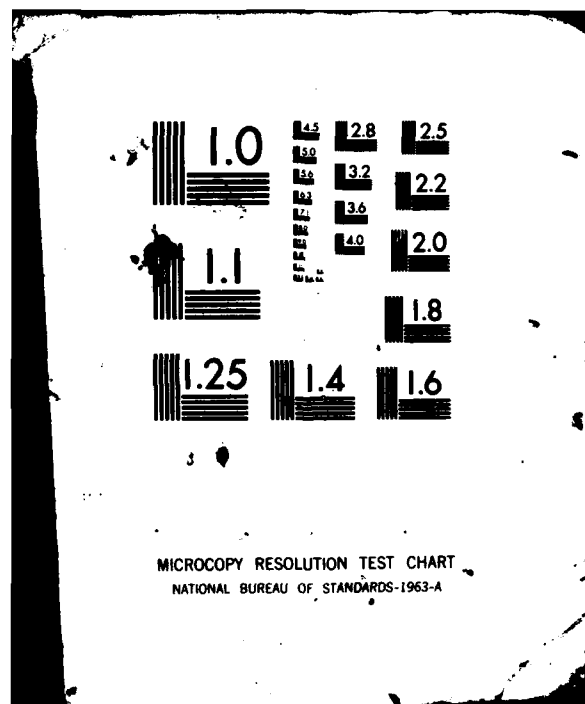 1.0
4.5 2.8 2.5
5.0
5.6 3.2 2.2
6.3
7.1 3.6
4.0 2.0
1.1
1.8
1.25 1.4 1.6
MICROCOPY RESOLUTION TEST CHART
NATIONAL BUREAU OF STANDARDS-1963-A